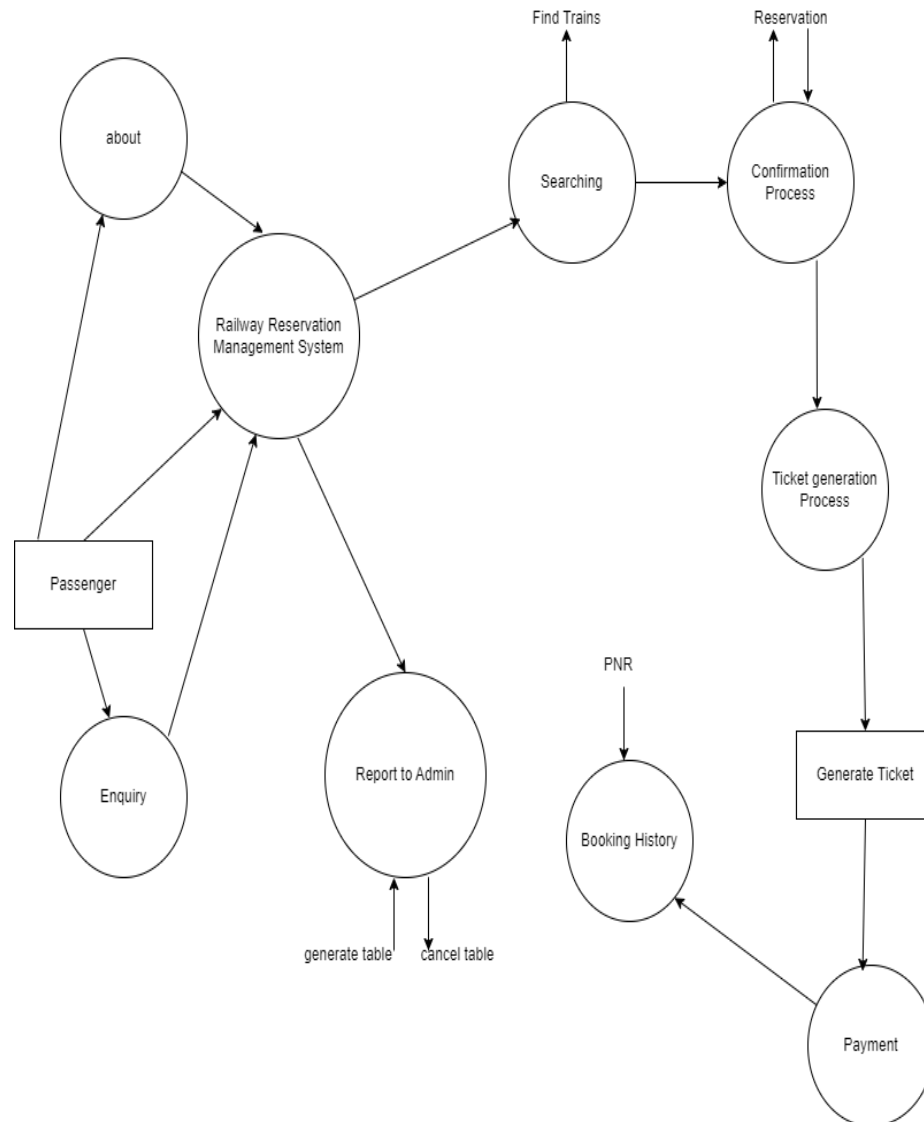 Find Trains
Reservation
about
Searching
Confirmation
Process
Railway Reservation
Management System
Ticket generation
Process
Passenger
PNR
Report to Admin
Generate Ticket
Enquiry
Booking History
generate table
cancel table
Payment